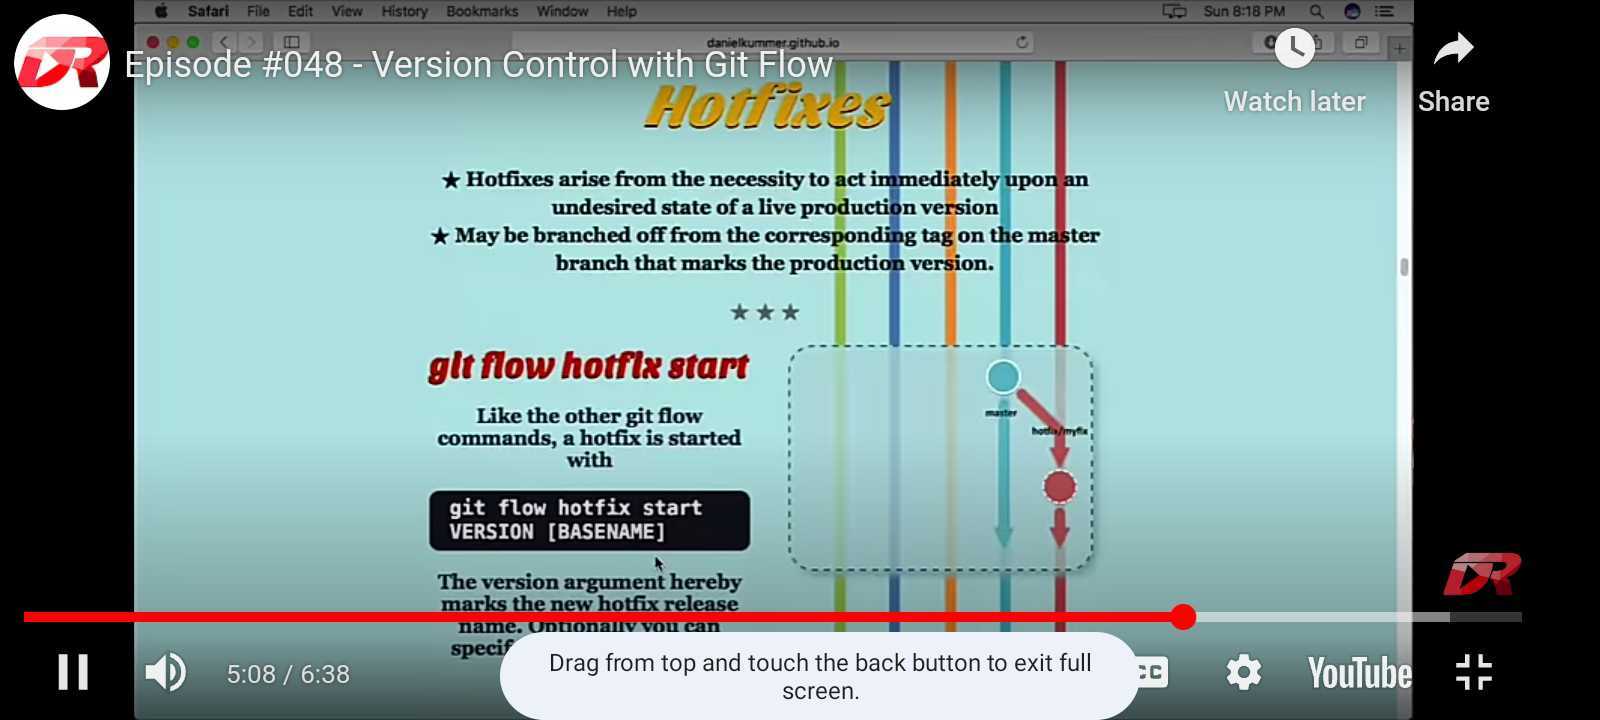 Safari File Edit View History Bookmarks Window Help Sun 8:18 PM
danielkummer.github.io
Episode #048 - Version Control with Git Flow
Watch later
Share
Hotfixes
★ Hotfixes arise from the necessity to act immediately upon an
undesired state of a live production version
★ May be branched off from the corresponding tag on the master
branch that marks the production version.
★ ★ ★
git flow hotfix start
Like the other git flow
commands, a hotfix is started
with
git flow hotfix start
VERSION [BASENAME]
master
hotfix/myfix
The version argument hereby
marks the new hotfix release
name. Optionally you can
specif
DR
5:08 / 6:38
Drag from top and touch the back button to exit full
screen.
CC
YouTube